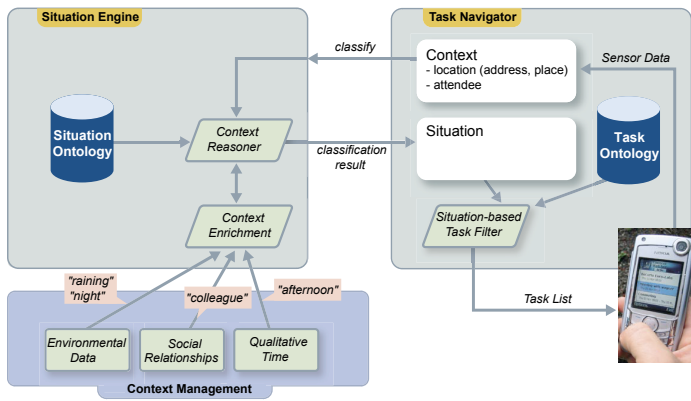 Situation Engine
Task Navigator
classify
Context
- location (address, place)
- attendee
Sensor Data
Situation
Ontology
Context
Reasoner
classification
result
Situation
Task
Ontology
Context
Enrichment
Situation-based
Task Filter
"raining"
"night"
"colleague"
"afternoon"
Task List
Environmental
Data
Social
Relationships
Qualitative
Time
Context Management